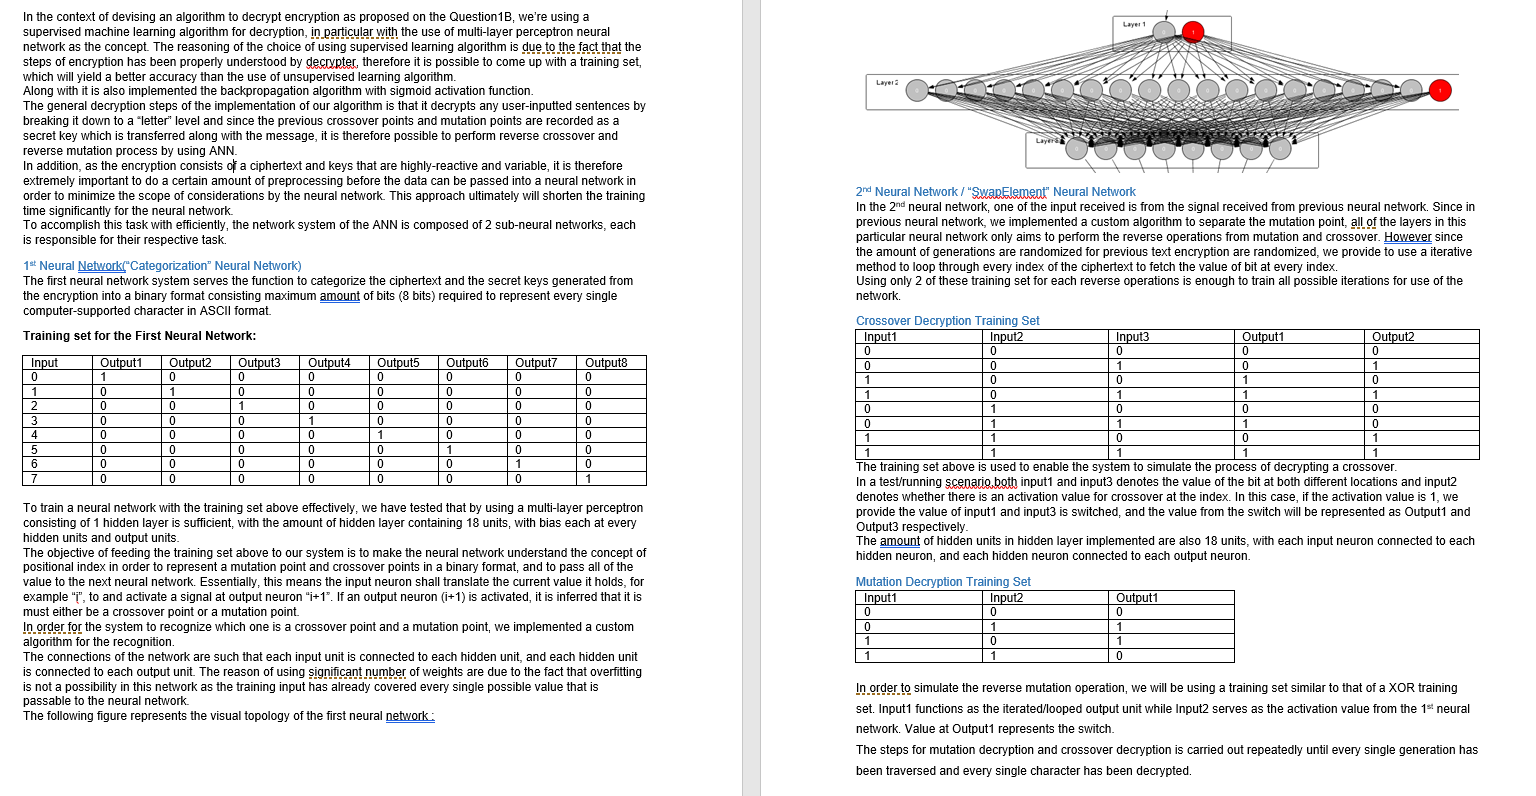 In the context of devising an algorithm to decrypt encryption as proposed on the Question1B, we're using a
supervised machine learning algorithm for decryption, in particular with the use of multi-layer perceptron neural
network as the concept. The reasoning of the choice of using supervised learning algorithm is due to the fact that the
steps of encryption has been properly understood by decrypter, therefore it is possible to come up with a training set,
which will yield a better accuracy than the use of unsupervised learning algorithm.
Along with it is also implemented the backpropagation algorithm with sigmoid activation function.
The general decryption steps of the implementation of our algorithm is that it decrypts any user-inputted sentences by
breaking it down to a "letter" level and since the previous crossover points and mutation points are recorded as a
secret key which is transferred along with the message, it is therefore possible to perform reverse crossover and
reverse mutation process by using ANN.
In addition, as the encryption consists of a ciphertext and keys that are highly-reactive and variable, it is therefore
extremely important to do a certain amount of preprocessing before the data can be passed into a neural network in
order to minimize the scope of considerations by the neural network. This approach ultimately will shorten the training
time significantly for the neural network.
To accomplish this task with efficiently, the network system of the ANN is composed of 2 sub-neural networks, each
is responsible for their respective task.
1st Neural Network("Categorization" Neural Network)
The first neural network system serves the function to categorize the ciphertext and the secret keys generated from
the encryption into a binary format consisting maximum amount of bits (8 bits) required to represent every single
computer-supported character in ASCII format.
Training set for the First Neural Network:
Input Output1 Output2 Output3 Output4 Output5 Output6 Output7 Output8
0 1 0 0 0 0 0 0 0
1 0 1 0 0 0 0 0 0
2 0 0 1 0 0 0 0 0
3 0 0 0 1 0 0 0 0
4 0 0 0 0 1 0 0 0
5 0 0 0 0 0 1 0 0
6 0 0 0 0 0 0 1 0
7 0 0 0 0 0 0 0 1
To train a neural network with the training set above effectively, we have tested that by using a multi-layer perceptron
consisting of 1 hidden layer is sufficient, with the amount of hidden layer containing 18 units, with bias each at every
hidden units and output units.
The objective of feeding the training set above to our system is to make the neural network understand the concept of
positional index in order to represent a mutation point and crossover points in a binary format, and to pass all of the
value to the next neural network. Essentially, this means the input neuron shall translate the current value it holds, for
example "i", to and activate a signal at output neuron "i+1". If an output neuron (i+1) is activated, it is inferred that it is
must either be a crossover point or a mutation point.
In order for the system to recognize which one is a crossover point and a mutation point, we implemented a custom
algorithm for the recognition.
The connections of the network are such that each input unit is connected to each hidden unit, and each hidden unit
is connected to each output unit. The reason of using significant number of weights are due to the fact that overfitting
is not a possibility in this network as the training input has already covered every single possible value that is
passable to the neural network.
The following figure represents the visual topology of the first neural network :
Layer 1
1
Layer 2
1
Layer 3
2nd Neural Network / "SwapElement" Neural Network
In the 2nd neural network, one of the input received is from the signal received from previous neural network. Since in
previous neural network, we implemented a custom algorithm to separate the mutation point, all of the layers in this
particular neural network only aims to perform the reverse operations from mutation and crossover. However since
the amount of generations are randomized for previous text encryption are randomized, we provide to use a iterative
method to loop through every index of the ciphertext to fetch the value of bit at every index.
Using only 2 of these training set for each reverse operations is enough to train all possible iterations for use of the
network.
Crossover Decryption Training Set
Input1 Input2 Input3 Output1 Output2
0 0 0 0 0
0 0 1 0 1
1 0 0 1 0
1 0 1 1 1
0 1 0 0 0
0 1 1 1 0
1 1 0 0 1
1 1 1 1 1
The training set above is used to enable the system to simulate the process of decrypting a crossover.
In a test/running scenario,both input1 and input3 denotes the value of the bit at both different locations and input2
denotes whether there is an activation value for crossover at the index. In this case, if the activation value is 1, we
provide the value of input1 and input3 is switched, and the value from the switch will be represented as Output1 and
Output3 respectively.
The amount of hidden units in hidden layer implemented are also 18 units, with each input neuron connected to each
hidden neuron, and each hidden neuron connected to each output neuron.
Mutation Decryption Training Set
Input1 Input2 Output1
0 0 0
0 1 1
1 0 1
1 1 0
In order to simulate the reverse mutation operation, we will be using a training set similar to that of a XOR training
set. Input1 functions as the iterated/looped output unit while Input2 serves as the activation value from the 1st neural
network. Value at Output1 represents the switch.
The steps for mutation decryption and crossover decryption is carried out repeatedly until every single generation has
been traversed and every single character has been decrypted.